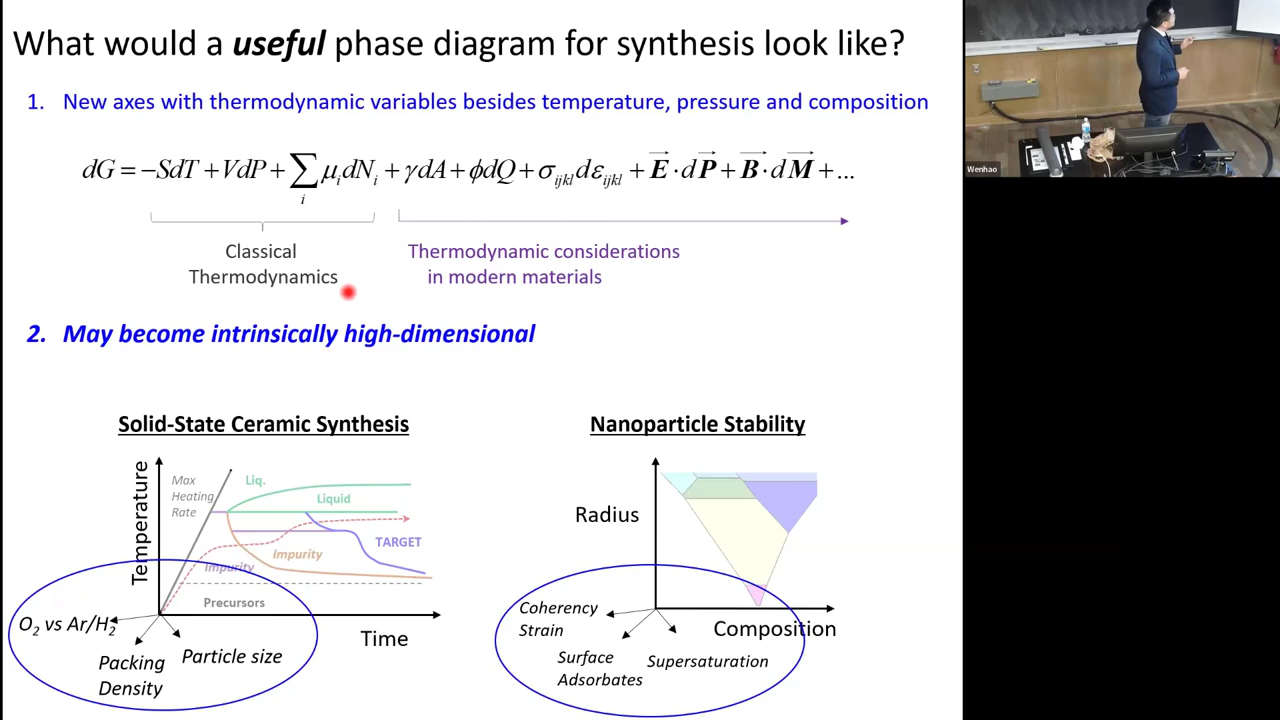 What would a useful phase diagram for synthesis look like?
1. New axes with thermodynamic variables besides temperature, pressure and composition
dG = −SdT + VdP + ∑ᵢ μᵢdNᵢ + γdA + ϕdQ + σᵢⱼₖₗdεᵢⱼₖₗ + E⃗ · dP⃗ + B⃗ · dM⃗ + ...
Classical
Thermodynamics
Thermodynamic considerations
in modern materials
2. May become intrinsically high-dimensional
Solid-State Ceramic Synthesis
Temperature
Max
Heating
Rate
Liq.
Liquid
TARGET
Impurity
Impurity
Precursors
Time
O₂ vs Ar/H₂
Packing
Density
Particle size
Nanoparticle Stability
Radius
Composition
Coherency
Strain
Surface
Adsorbates
Supersaturation
Wenhao